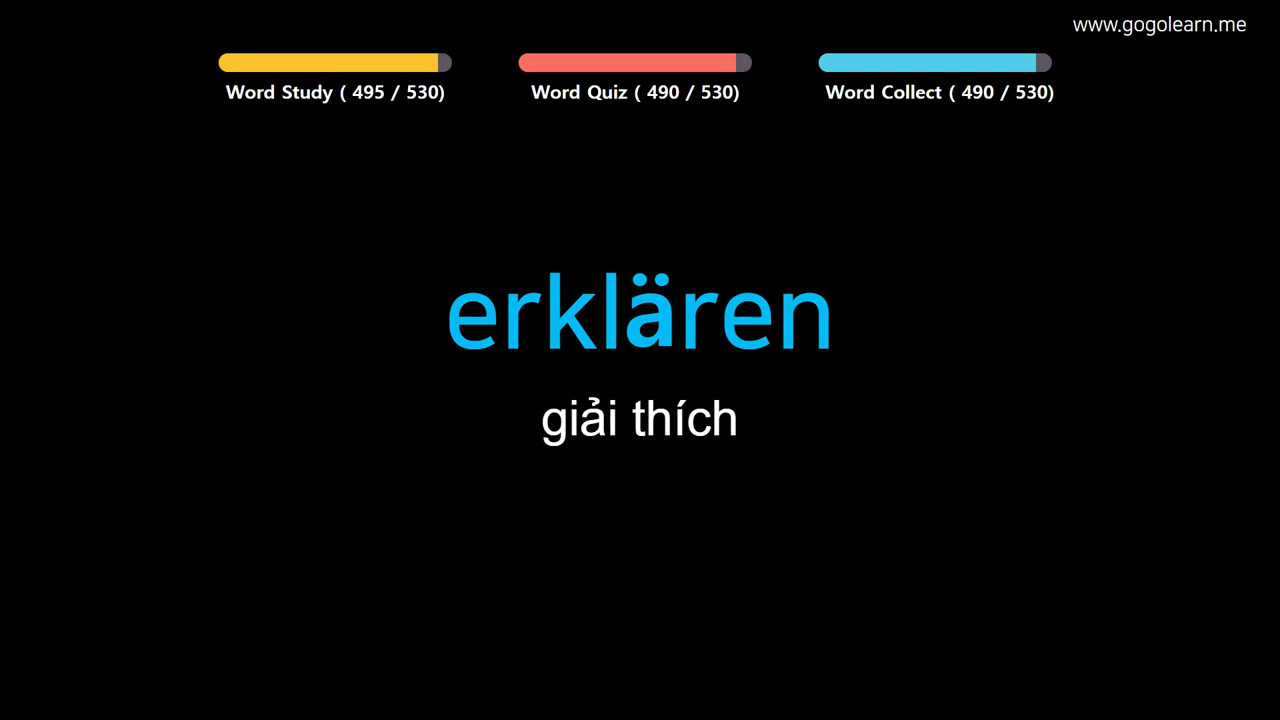 www.gogolearn.me
Word Study ( 495 / 530)
Word Quiz ( 490 / 530)
Word Collect ( 490 / 530)
erklären
giải thích